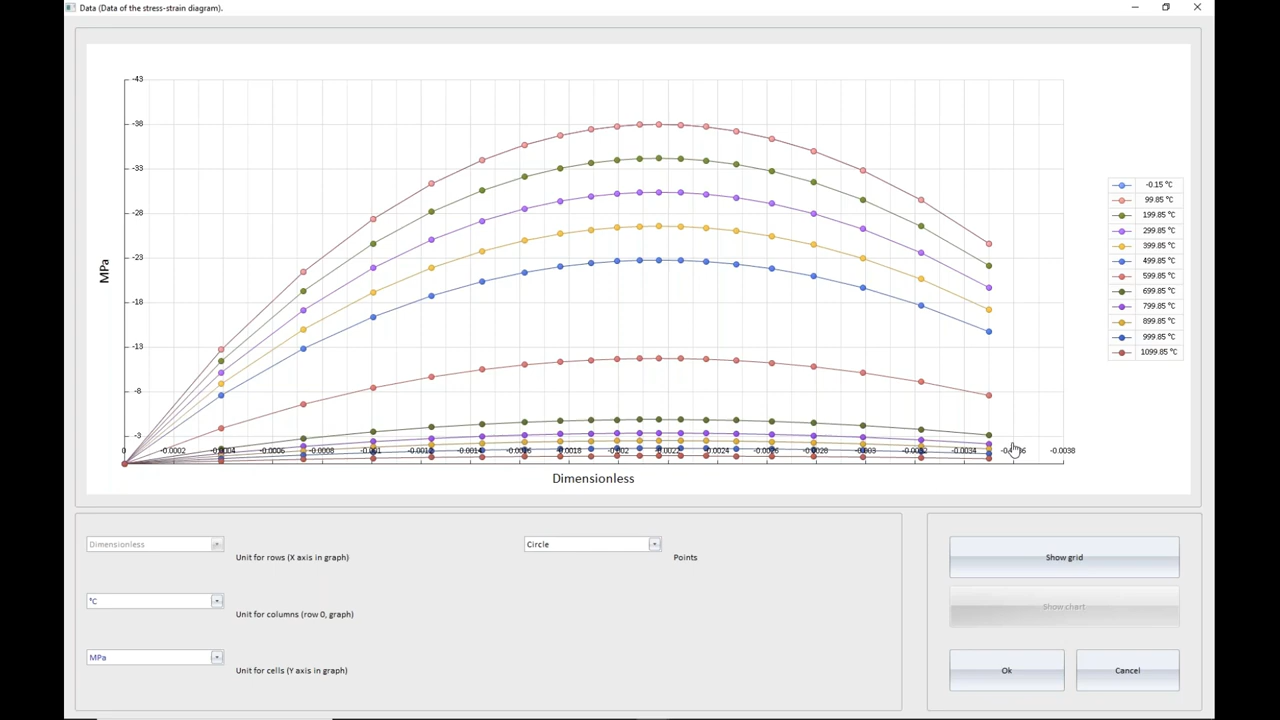 Data (Data of the stress-strain diagram).
-43
-38
-33
-28
-23
-18
-13
-8
-3
MPa
0 -0.0002 -0.0004 -0.0006 -0.0008 -0.001 -0.0012 -0.0014 -0.0016 -0.0018 -0.002 -0.0022 -0.0024 -0.0026 -0.0028 -0.003 -0.0032 -0.0034 -0.0038
Dimensionless
-0.15 °C
99.85 °C
199.85 °C
299.85 °C
399.85 °C
499.85 °C
599.85 °C
699.85 °C
799.85 °C
899.85 °C
999.85 °C
1099.85 °C
Dimensionless
Unit for rows (X axis in graph)
°C
Unit for columns (row 0, graph)
MPa
Unit for cells (Y axis in graph)
Circle
Points
Show grid
Show chart
Ok
Cancel